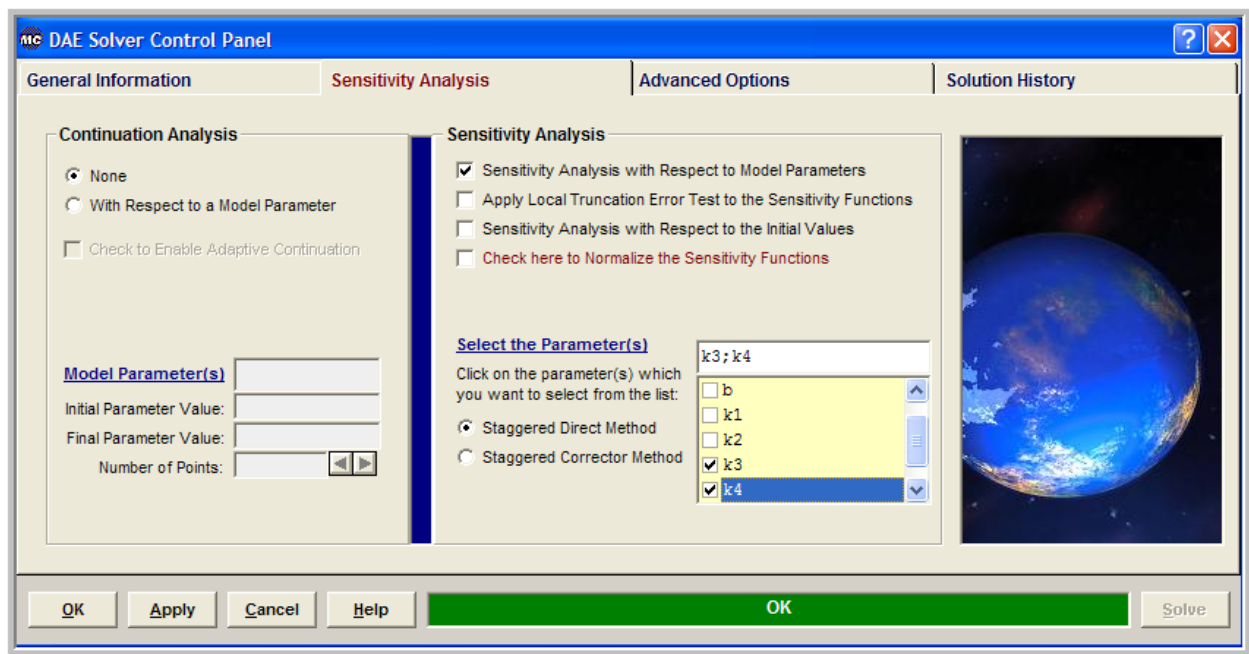 MC DAE Solver Control Panel
General Information
Sensitivity Analysis
Advanced Options
Solution History
Continuation Analysis
None
With Respect to a Model Parameter
Check to Enable Adaptive Continuation
Model Parameter(s)
Initial Parameter Value:
Final Parameter Value:
Number of Points:
Sensitivity Analysis
Sensitivity Analysis with Respect to Model Parameters
Apply Local Truncation Error Test to the Sensitivity Functions
Sensitivity Analysis with Respect to the Initial Values
Check here to Normalize the Sensitivity Functions
Select the Parameter(s)
Click on the parameter(s) which
you want to select from the list:
Staggered Direct Method
Staggered Corrector Method
k3;k4
b
k1
k2
k3
k4
OK
Apply
Cancel
Help
OK
Solve